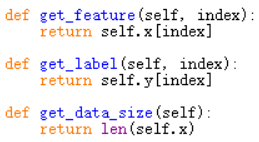 def get_feature(self, index):
    return self.x[index]

def get_label(self, index):
    return self.y[index]

def get_data_size(self):
    return len(self.x)